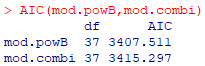 > AIC(mod.powB,mod.combi)
df AIC
mod.powB 37 3407.511
mod.combi 37 3415.297